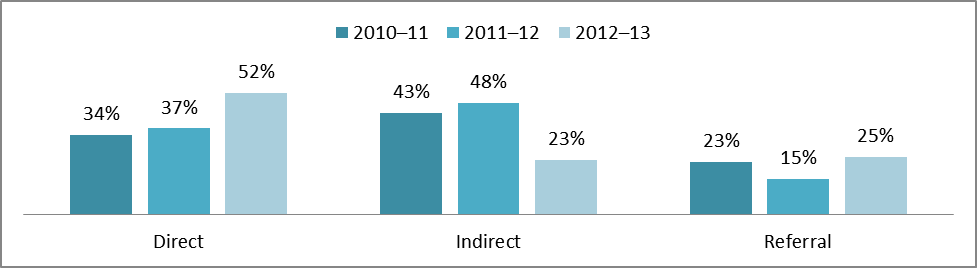 2010–11 2011–12 2012–13
34% 37% 52% 43% 48% 23% 23% 15% 25%
Direct Indirect Referral